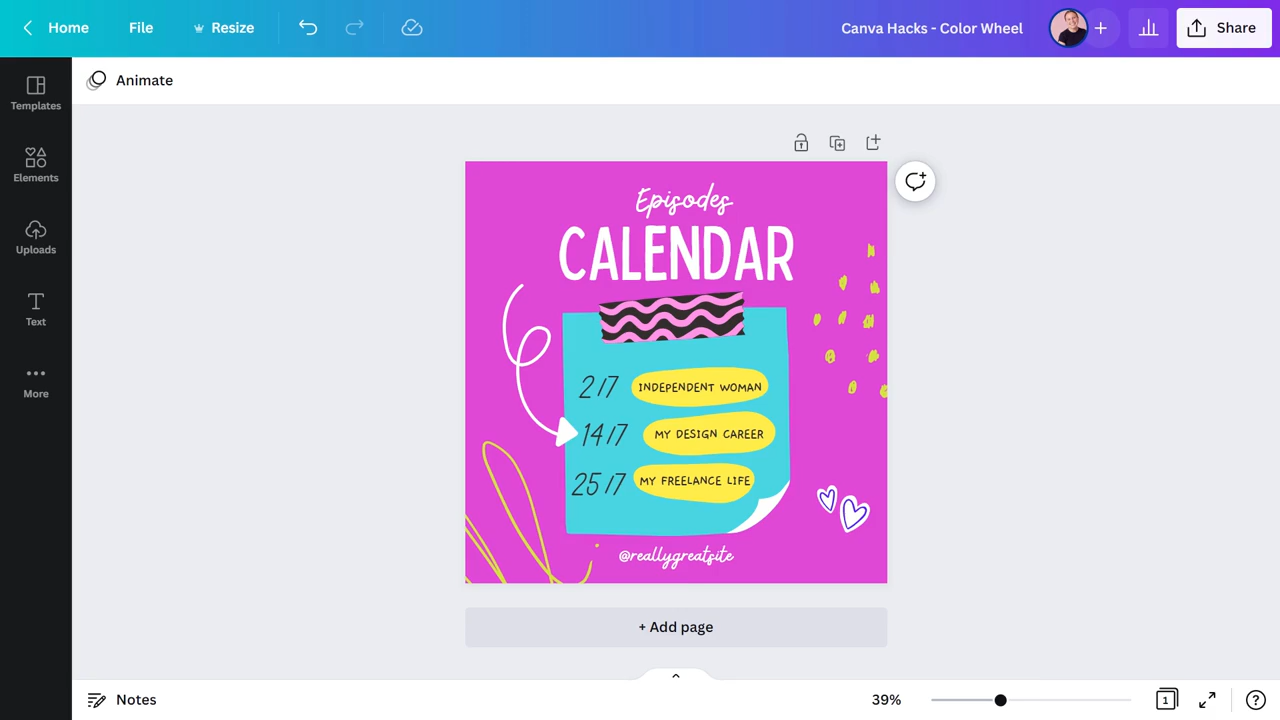 Home File Resize Canva Hacks - Color Wheel Share
Animate
Templates
Elements
Uploads
Text
More
Episodes
CALENDAR
2/7 INDEPENDENT WOMAN
14/7 MY DESIGN CAREER
25/7 MY FREELANCE LIFE
@reallygreatsite
+ Add page
Notes 39% 1